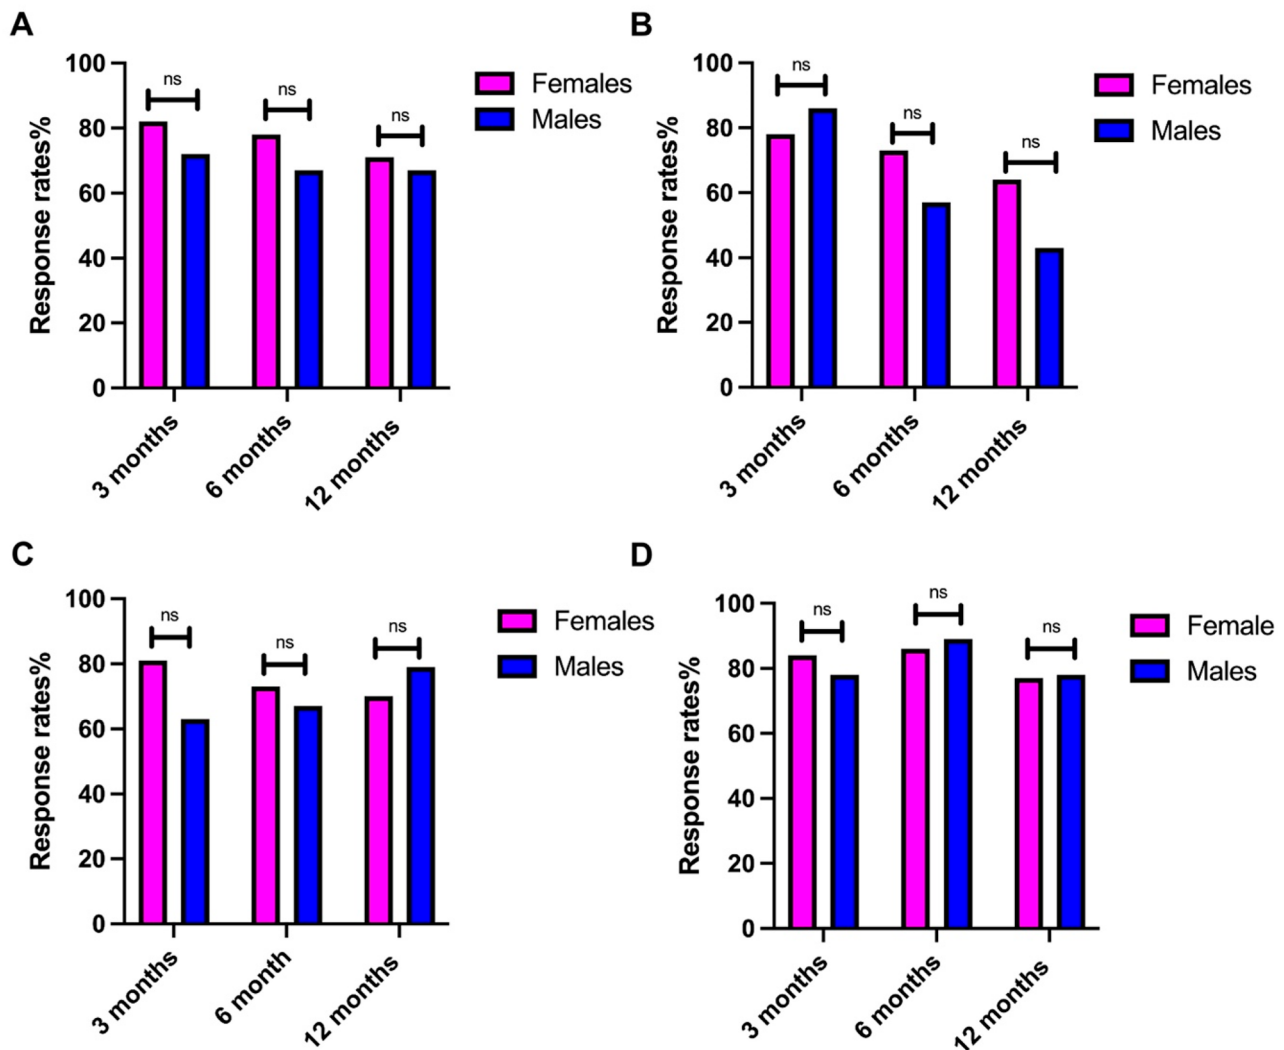 A
Response rates%
100
80
60
40
20
0
ns
ns
ns
3 months
6 months
12 months
Females
Males
B
Response rates%
100
80
60
40
20
0
ns
ns
ns
3 months
6 months
12 months
Females
Males
C
Response rates%
100
80
60
40
20
0
ns
ns
ns
3 months
6 month
12 months
Females
Males
D
Response rates%
100
80
60
40
20
0
ns
ns
ns
3 months
6 months
12 months
Female
Males